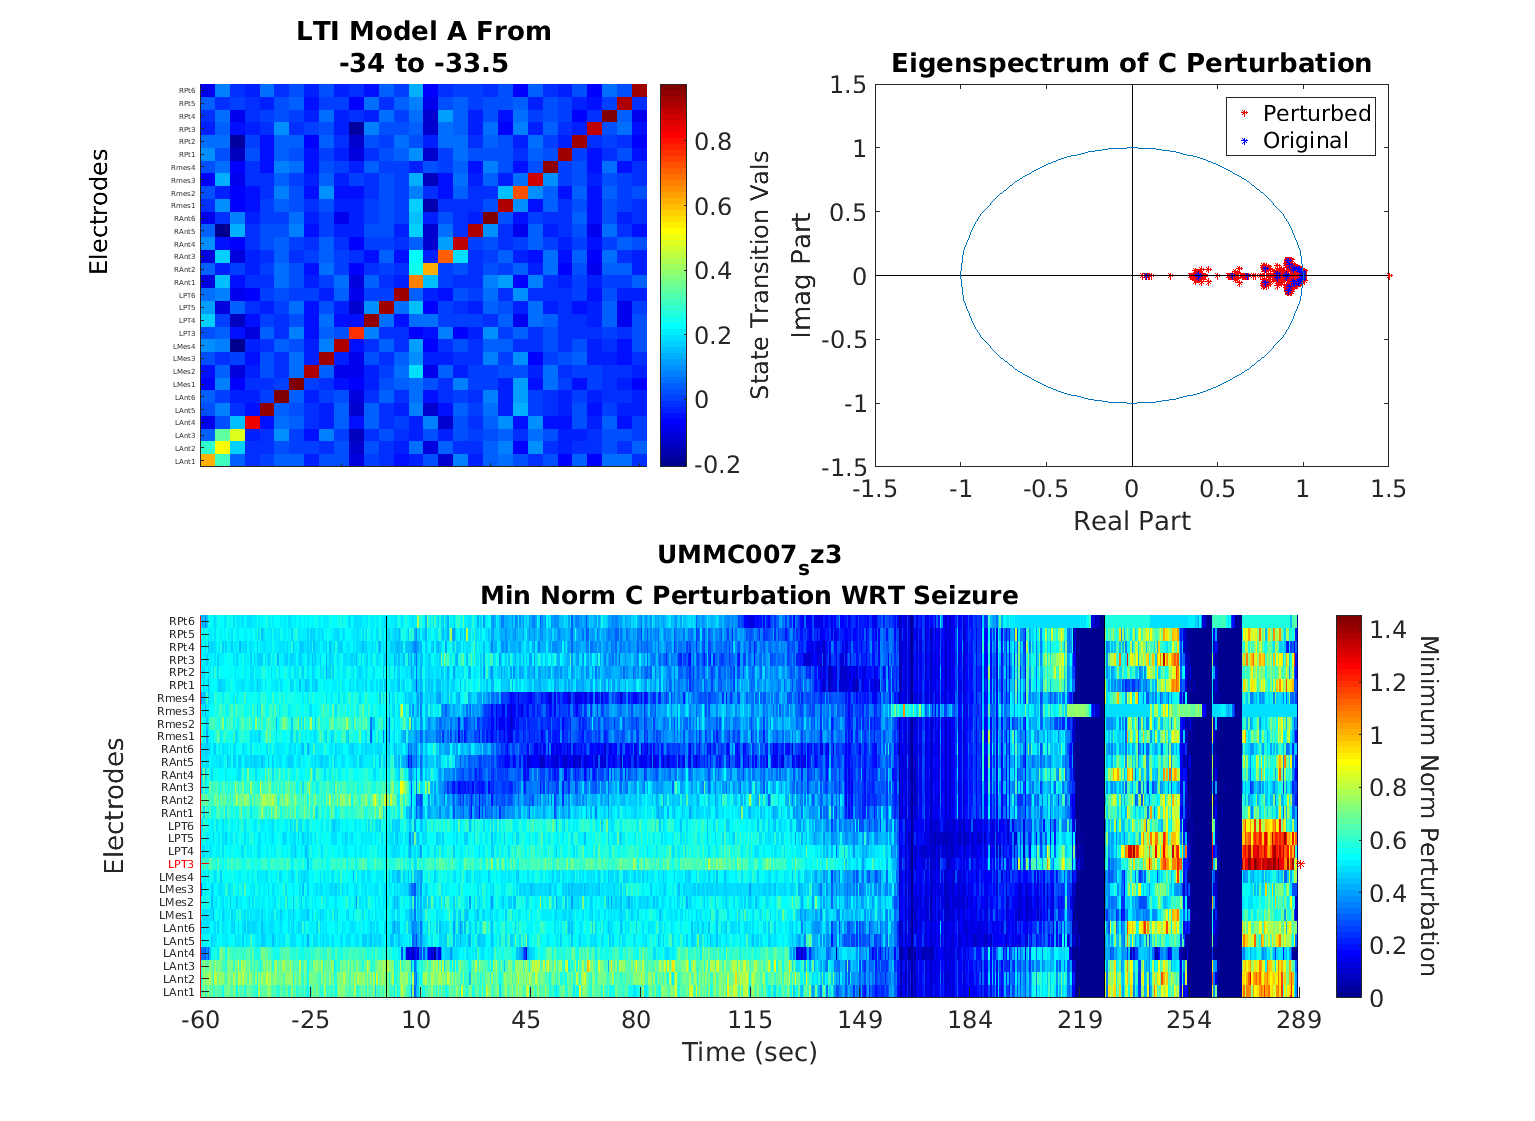 LTI Model A From
-34 to -33.5
Electrodes
RPt6
RPt5
RPt4
RPt3
RPt2
RPt1
Rmes4
Rmes3
Rmes2
Rmes1
RAnt6
RAnt5
RAnt4
RAnt3
RAnt2
RAnt1
LPT6
LPT5
LPT4
LPT3
LMes4
LMes3
LMes2
LMes1
LAnt6
LAnt5
LAnt4
LAnt3
LAnt2
LAnt1
0.8
0.6
0.4
0.2
0
-0.2
State Transition Vals
Eigenspectrum of C Perturbation
Perturbed
Original
Imag Part
1.5
1
0.5
0
-0.5
-1
-1.5
-1.5 -1 -0.5 0 0.5 1 1.5
Real Part
UMMC007sz3
Min Norm C Perturbation WRT Seizure
Electrodes
RPt6
RPt5
RPt4
RPt3
RPt2
RPt1
Rmes4
Rmes3
Rmes2
Rmes1
RAnt6
RAnt5
RAnt4
RAnt3
RAnt2
RAnt1
LPT6
LPT5
LPT4
LPT3
LMes4
LMes3
LMes2
LMes1
LAnt6
LAnt5
LAnt4
LAnt3
LAnt2
LAnt1
-60 -25 10 45 80 115 149 184 219 254 289
Time (sec)
1.4
1.2
1
0.8
0.6
0.4
0.2
0
Minimum Norm Perturbation